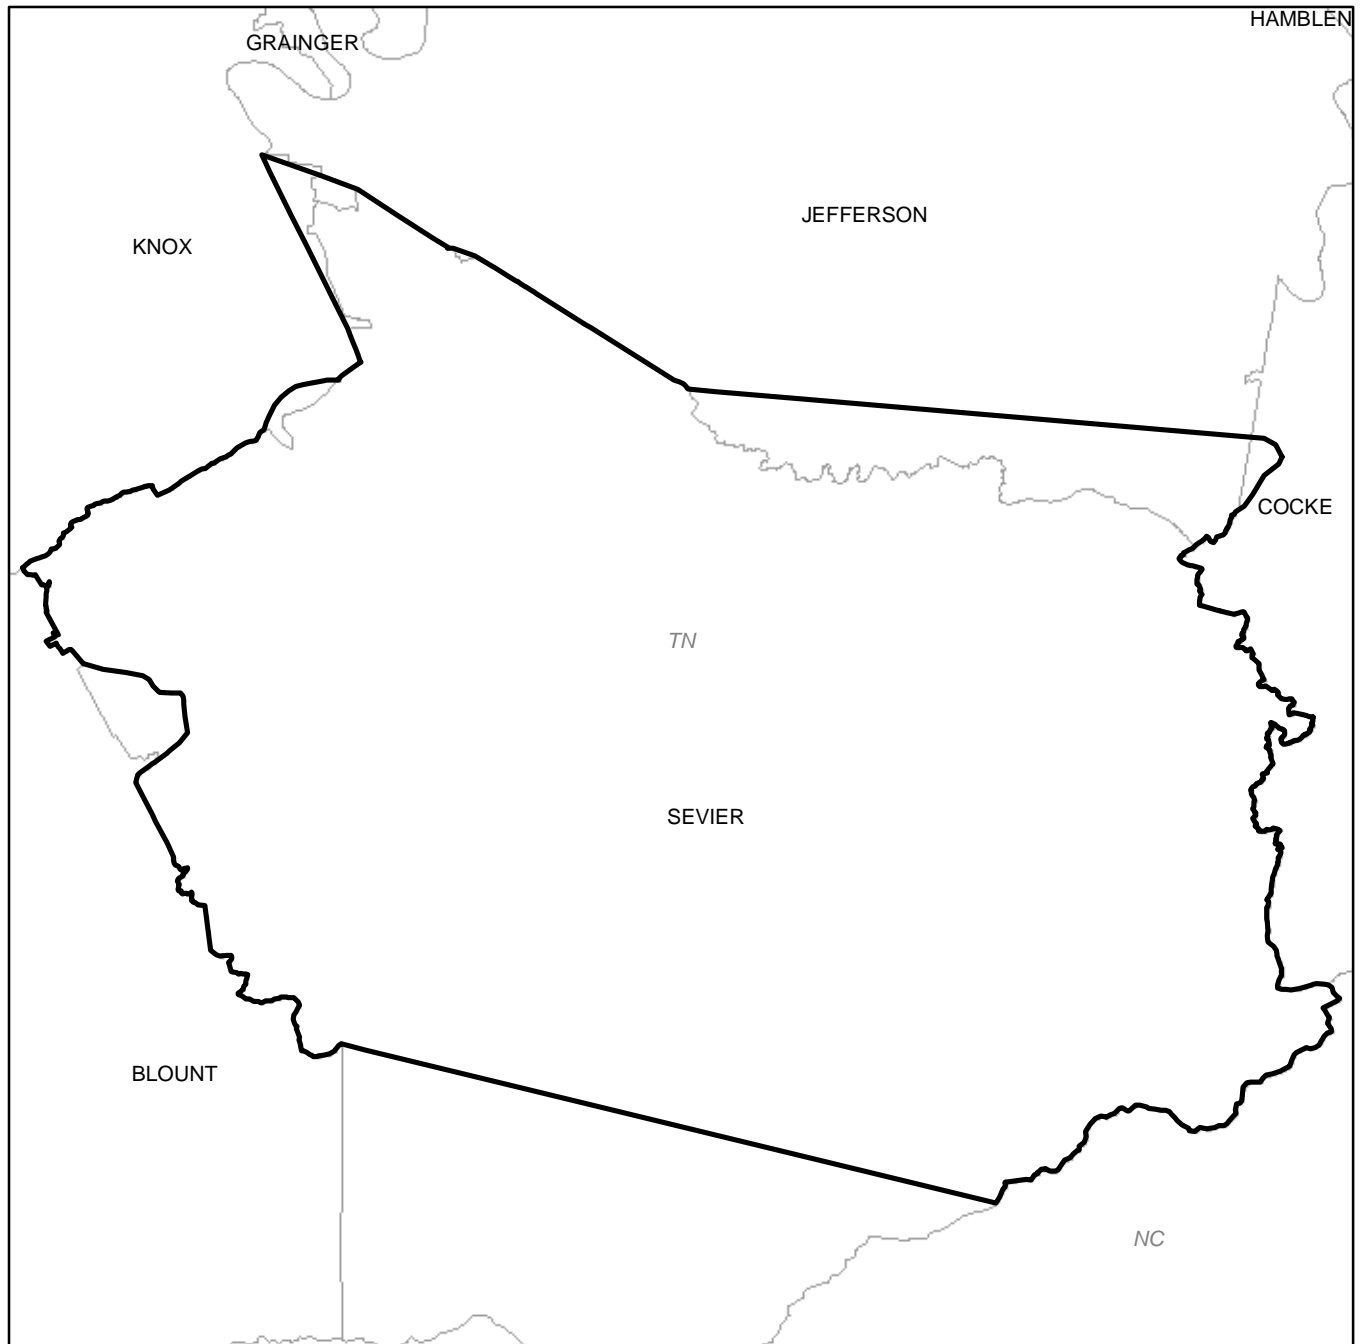 HAMBLEN
GRAINGER
JEFFERSON
KNOX
COCKE
TN
SEVIER
BLOUNT
NC